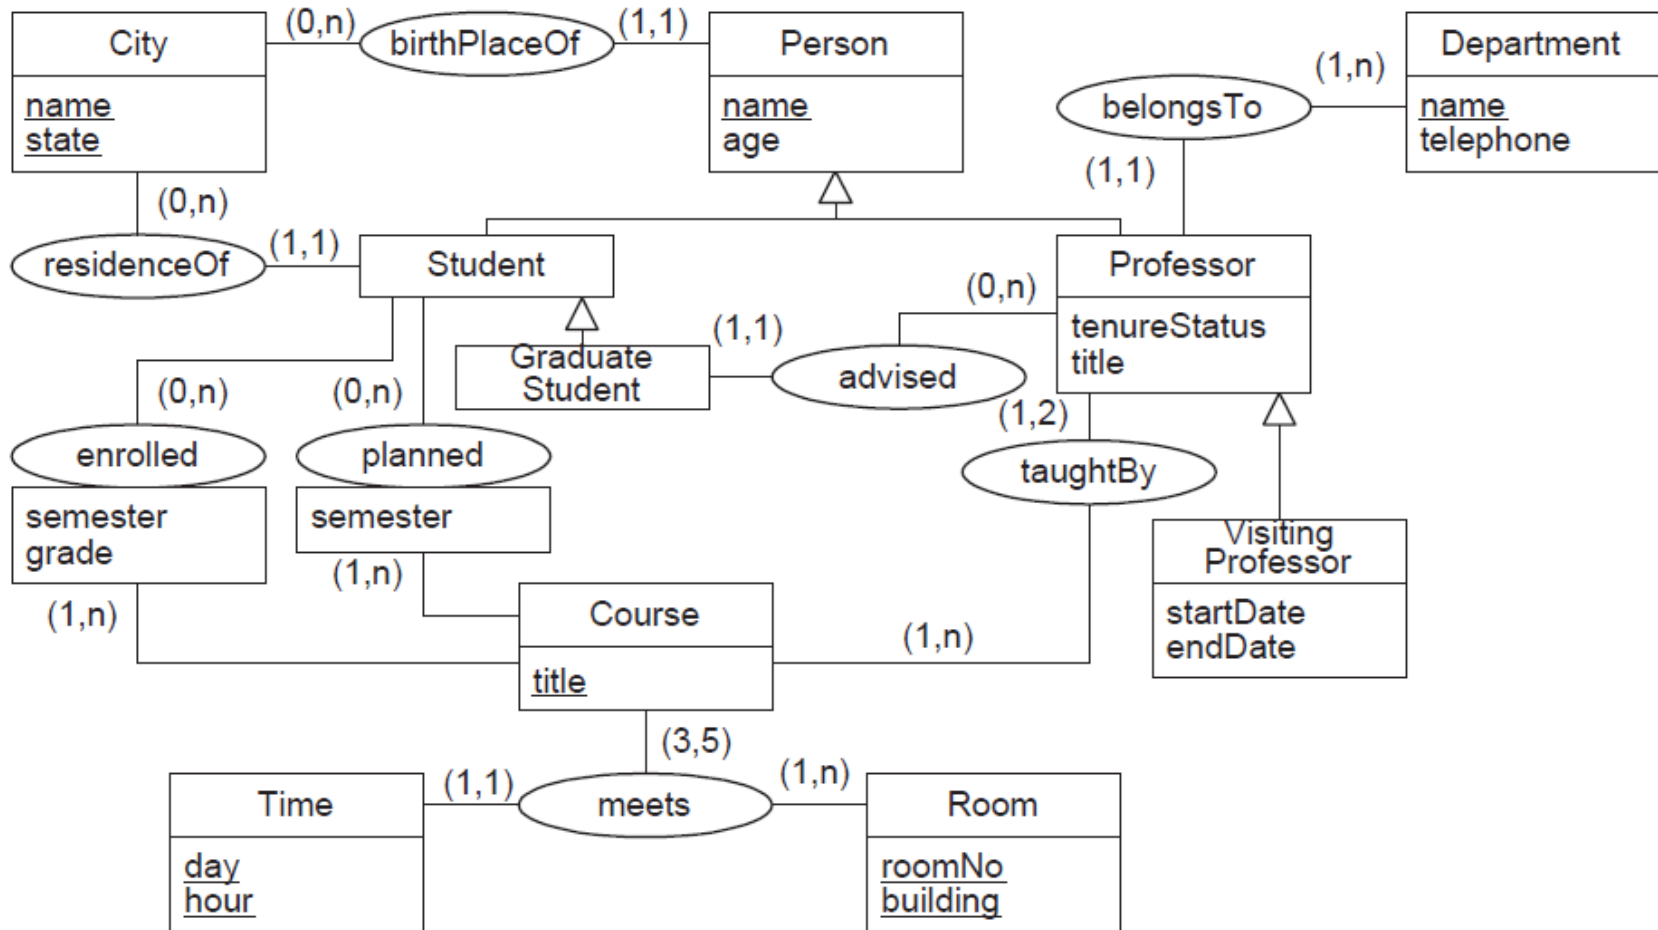 City
name
state
(0,n)
birthPlaceOf
(1,1)
Person
name
age
Department
name
telephone
(1,n)
belongsTo
(1,1)
(0,n)
residenceOf
(1,1)
Student
Professor
tenureStatus
title
(0,n)
Graduate
Student
(1,1)
advised
(0,n)
(0,n)
enrolled
semester
grade
(1,n)
planned
semester
(1,n)
(1,2)
taughtBy
(1,n)
Visiting
Professor
startDate
endDate
Course
title
(3,5)
Time
day
hour
(1,1)
meets
(1,n)
Room
roomNo
building